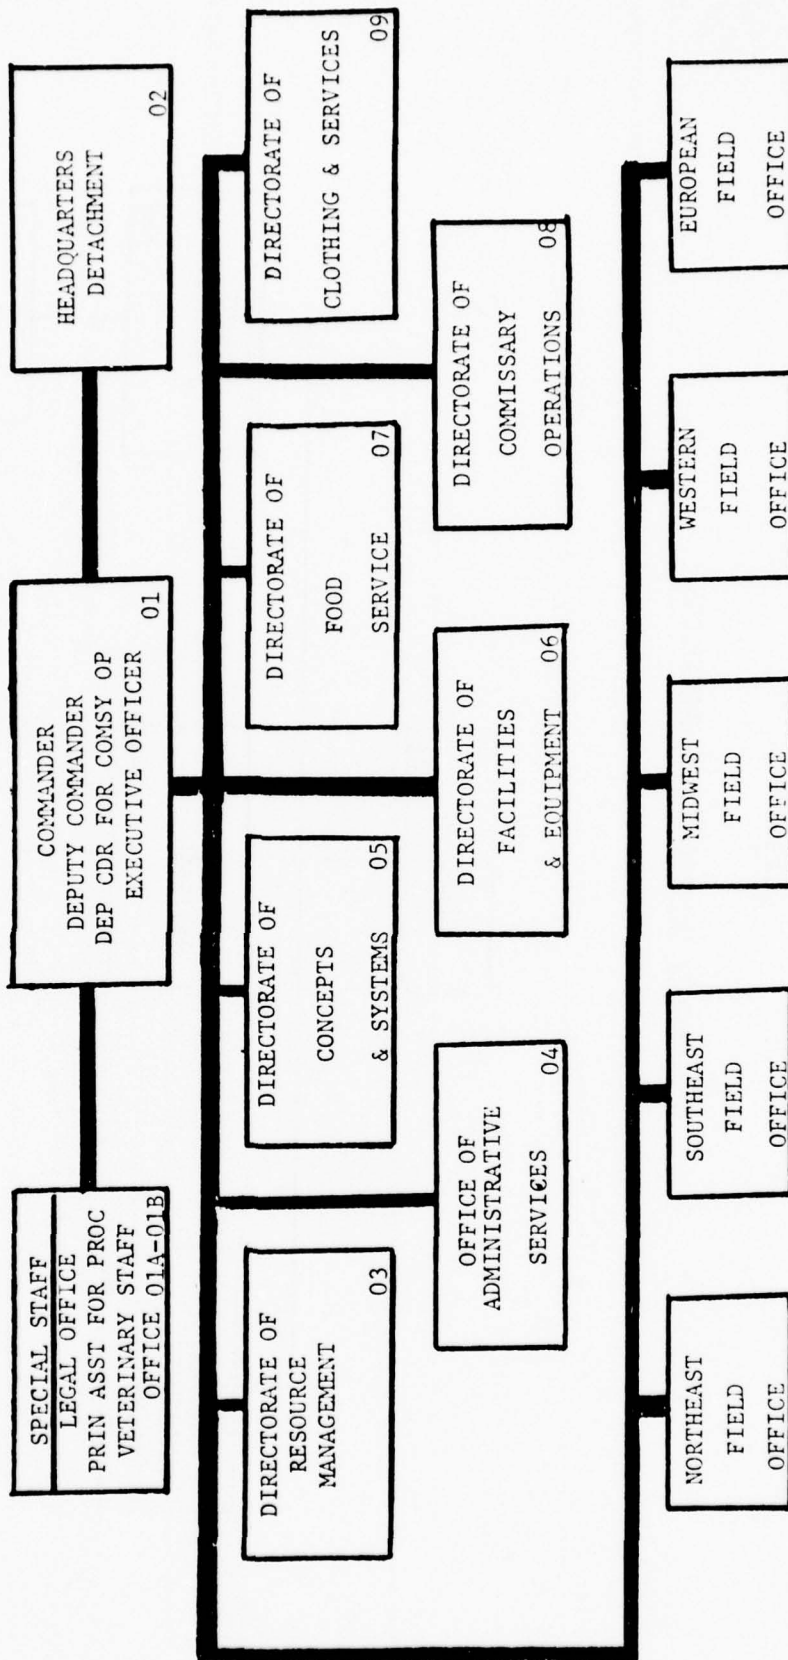 SPECIAL STAFF
LEGAL OFFICE
PRIN ASST FOR PROC
VETERINARY STAFF
OFFICE 01A-01B
COMMANDER
DEPUTY COMMANDER
DEP CDR FOR COMSY OP
EXECUTIVE OFFICER
01
HEADQUARTERS
DETACHMENT
02
DIRECTORATE OF
RESOURCE
MANAGEMENT
03
OFFICE OF
ADMINISTRATIVE
SERVICES
04
DIRECTORATE OF
CONCEPTS
& SYSTEMS
05
DIRECTORATE OF
FACILITIES
& EQUIPMENT
06
DIRECTORATE OF
FOOD
SERVICE
07
DIRECTORATE OF
COMMISSARY
OPERATIONS
08
DIRECTORATE OF
CLOTHING & SERVICES
09
NORTHEAST
FIELD
OFFICE
SOUTHEAST
FIELD
OFFICE
MIDWEST
FIELD
OFFICE
WESTERN
FIELD
OFFICE
EUROPEAN
FIELD
OFFICE